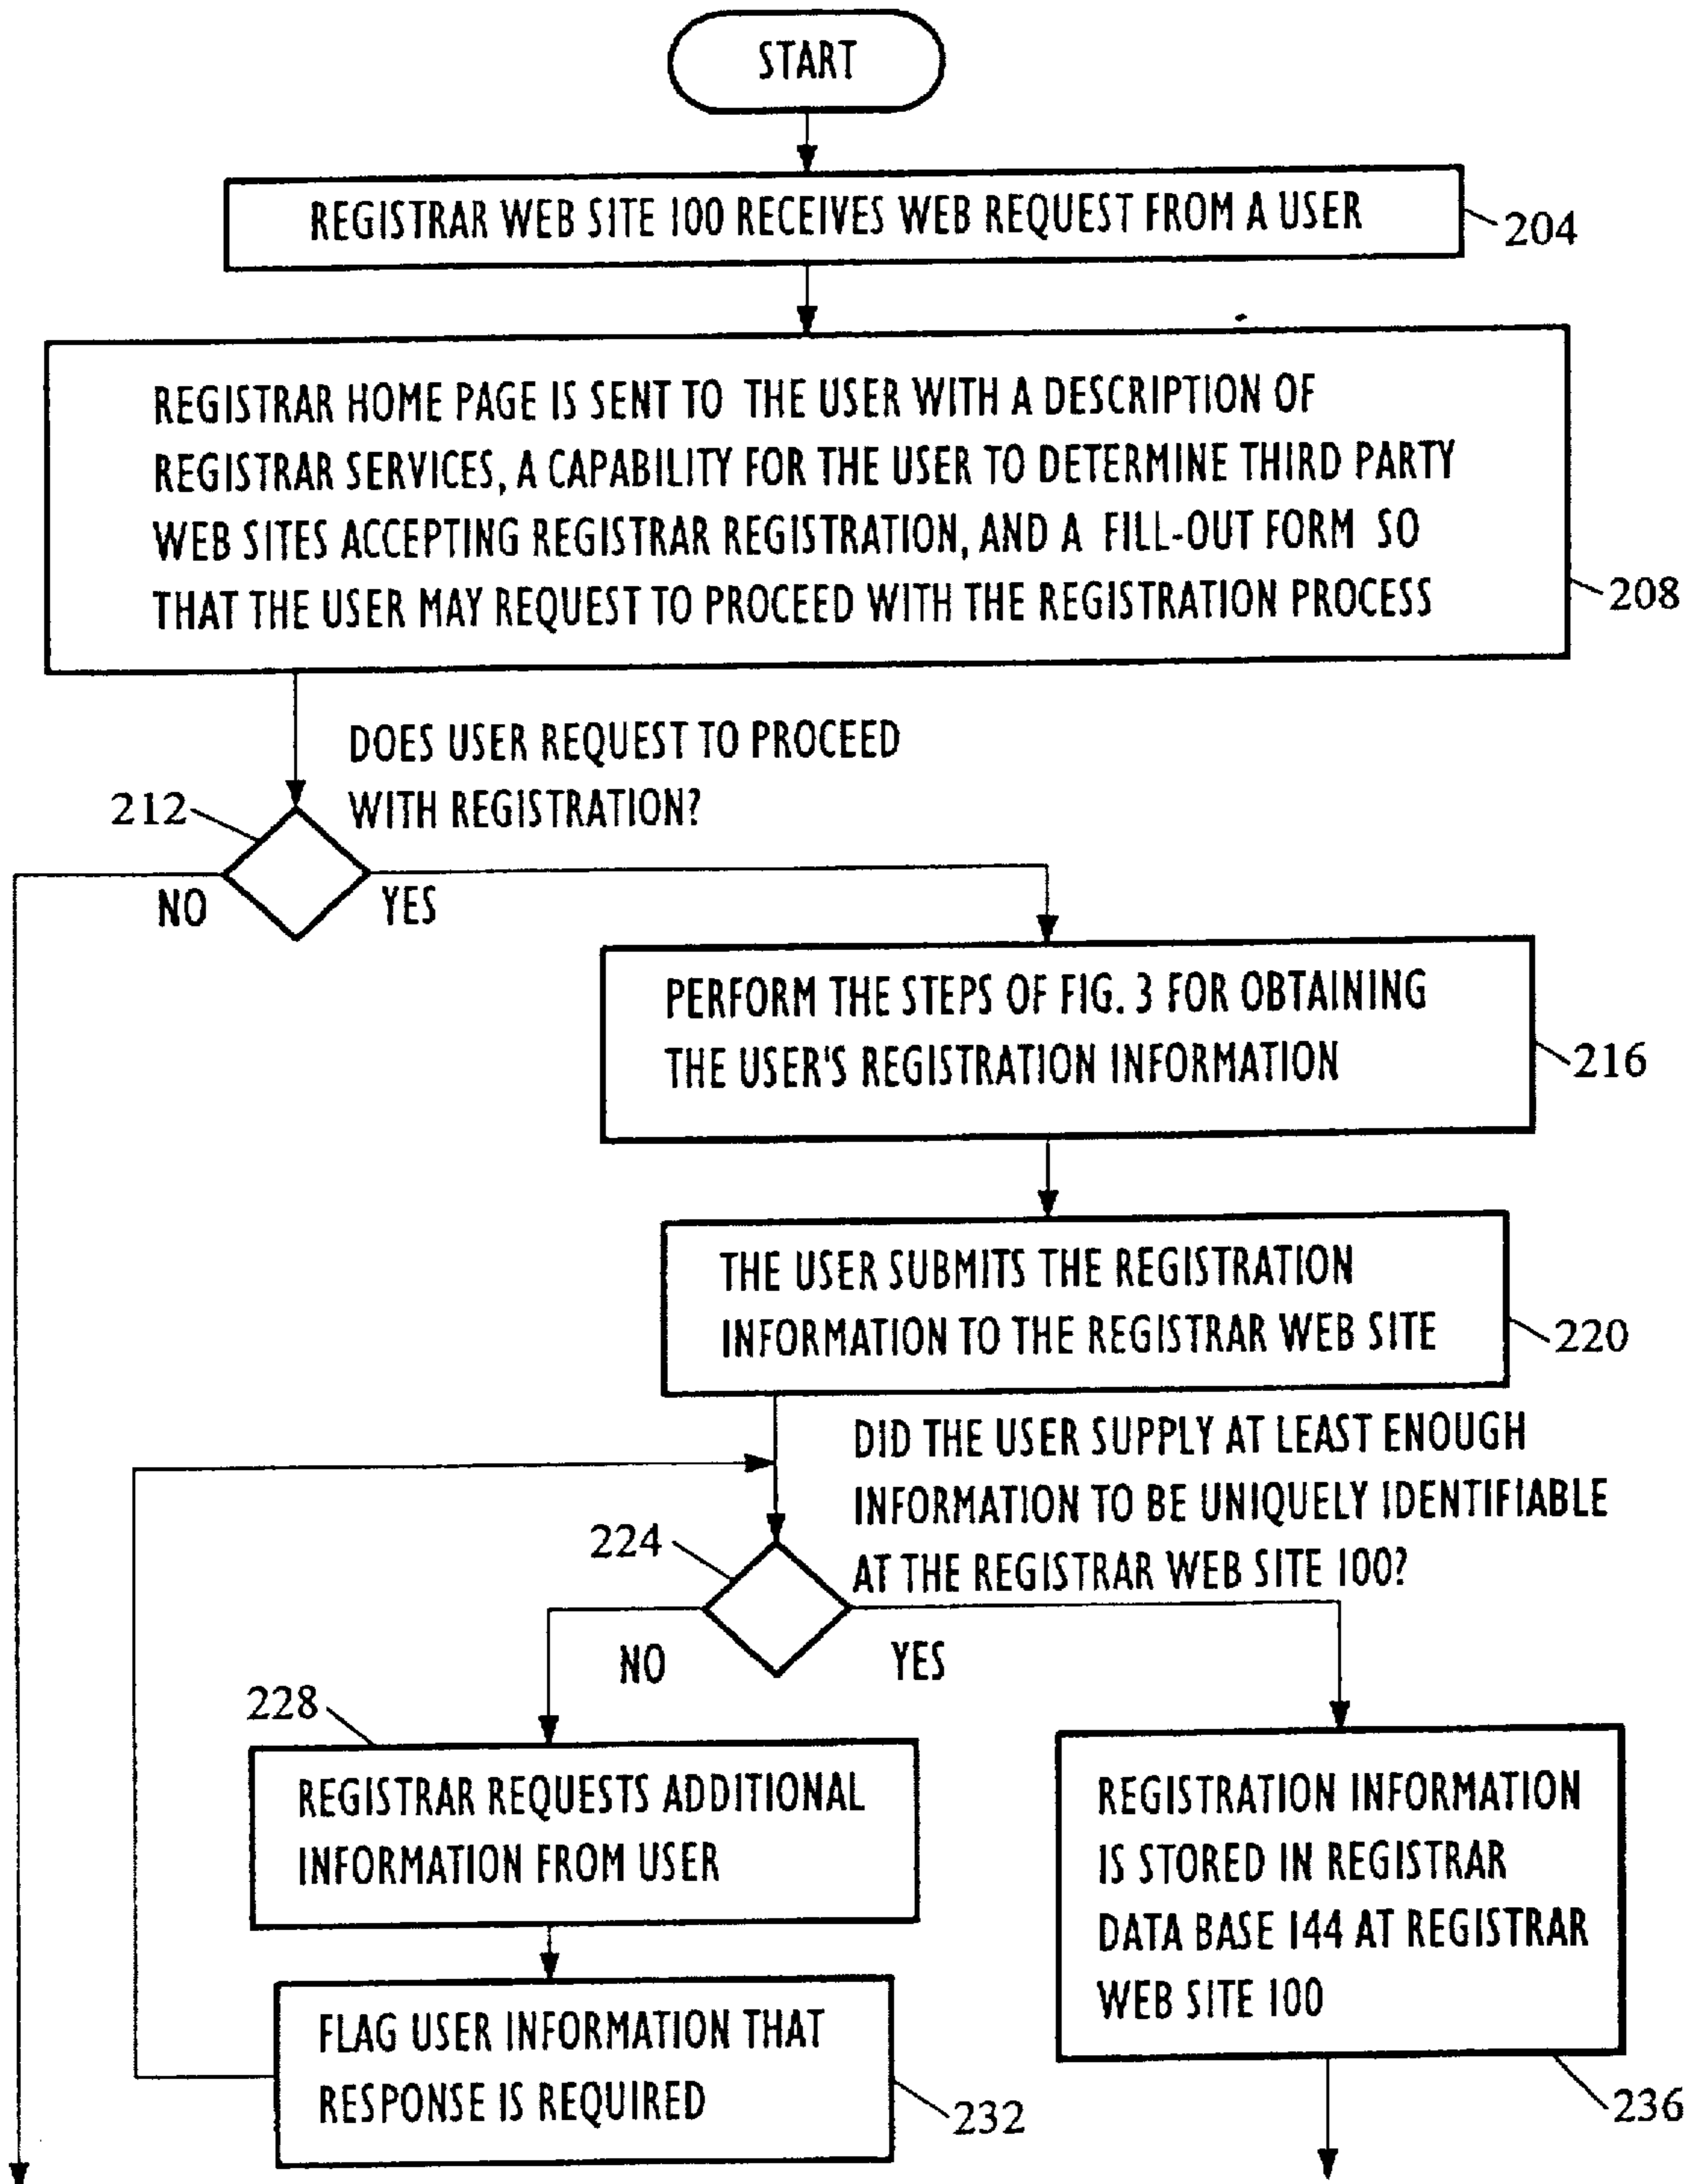 START
REGISTRAR WEB SITE 100 RECEIVES WEB REQUEST FROM A USER
204
REGISTRAR HOME PAGE IS SENT TO THE USER WITH A DESCRIPTION OF
REGISTRAR SERVICES, A CAPABILITY FOR THE USER TO DETERMINE THIRD PARTY
WEB SITES ACCEPTING REGISTRAR REGISTRATION, AND A FILL-OUT FORM SO
THAT THE USER MAY REQUEST TO PROCEED WITH THE REGISTRATION PROCESS
208
DOES USER REQUEST TO PROCEED
WITH REGISTRATION?
212
NO
YES
PERFORM THE STEPS OF FIG. 3 FOR OBTAINING
THE USER'S REGISTRATION INFORMATION
216
THE USER SUBMITS THE REGISTRATION
INFORMATION TO THE REGISTRAR WEB SITE
220
DID THE USER SUPPLY AT LEAST ENOUGH
INFORMATION TO BE UNIQUELY IDENTIFIABLE
AT THE REGISTRAR WEB SITE 100?
224
NO
YES
228
REGISTRAR REQUESTS ADDITIONAL
INFORMATION FROM USER
REGISTRATION INFORMATION
IS STORED IN REGISTRAR
DATA BASE 144 AT REGISTRAR
WEB SITE 100
236
FLAG USER INFORMATION THAT
RESPONSE IS REQUIRED
232